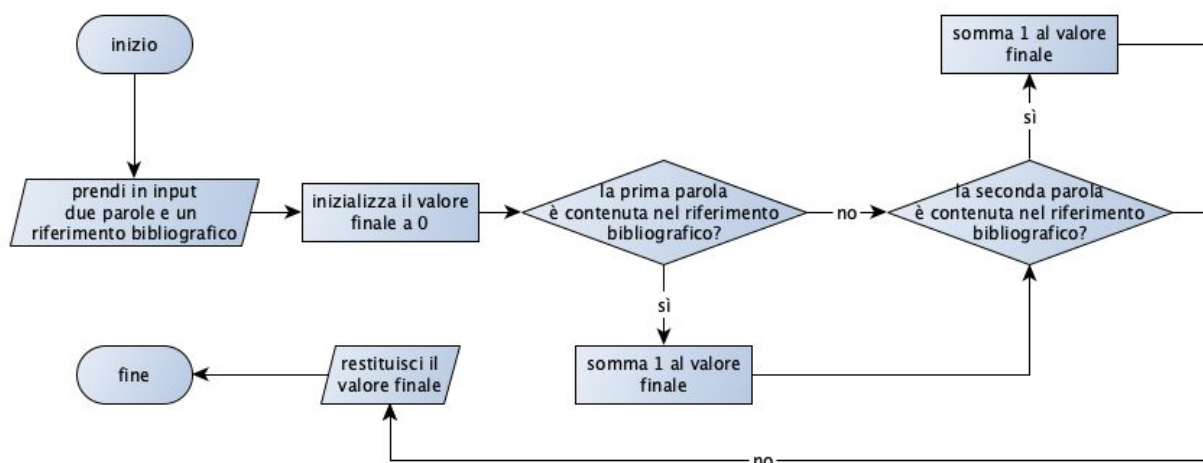 inizio
prendi in input
due parole e un
riferimento bibliografico
inizializza il valore
finale a 0
la prima parola
è contenuta nel riferimento
bibliografico?
no
sì
somma 1 al valore
finale
la seconda parola
è contenuta nel riferimento
bibliografico?
sì
somma 1 al valore
finale
no
restituisci il
valore finale
fine